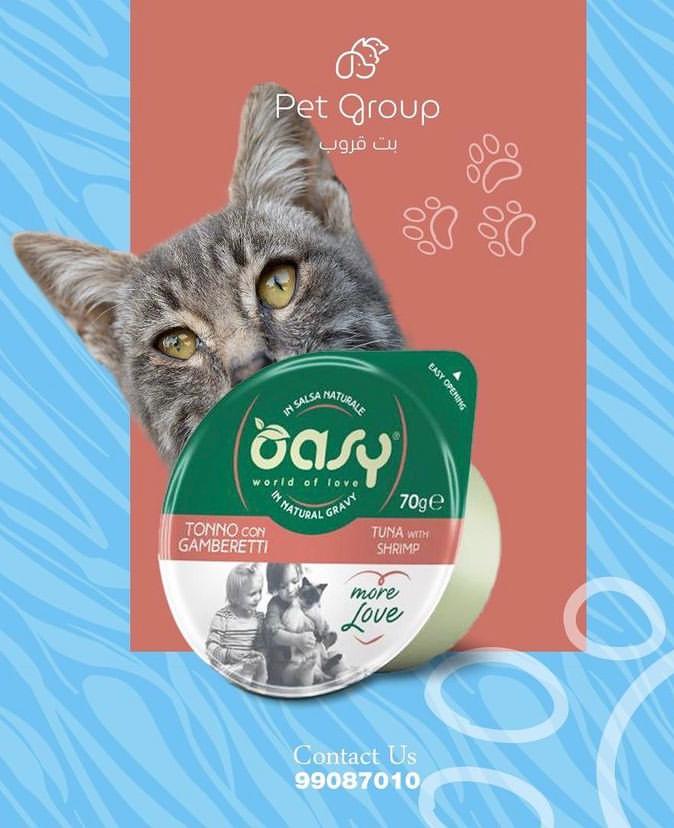 Pet Group
بت قروب
EASY OPENING
IN SALSA NATURALE
oasy®
world of love
IN NATURAL GRAVY
70g℮
TONNO CON
GAMBERETTI
TUNA WITH
SHRIMP
more
Love
Contact Us
99087010